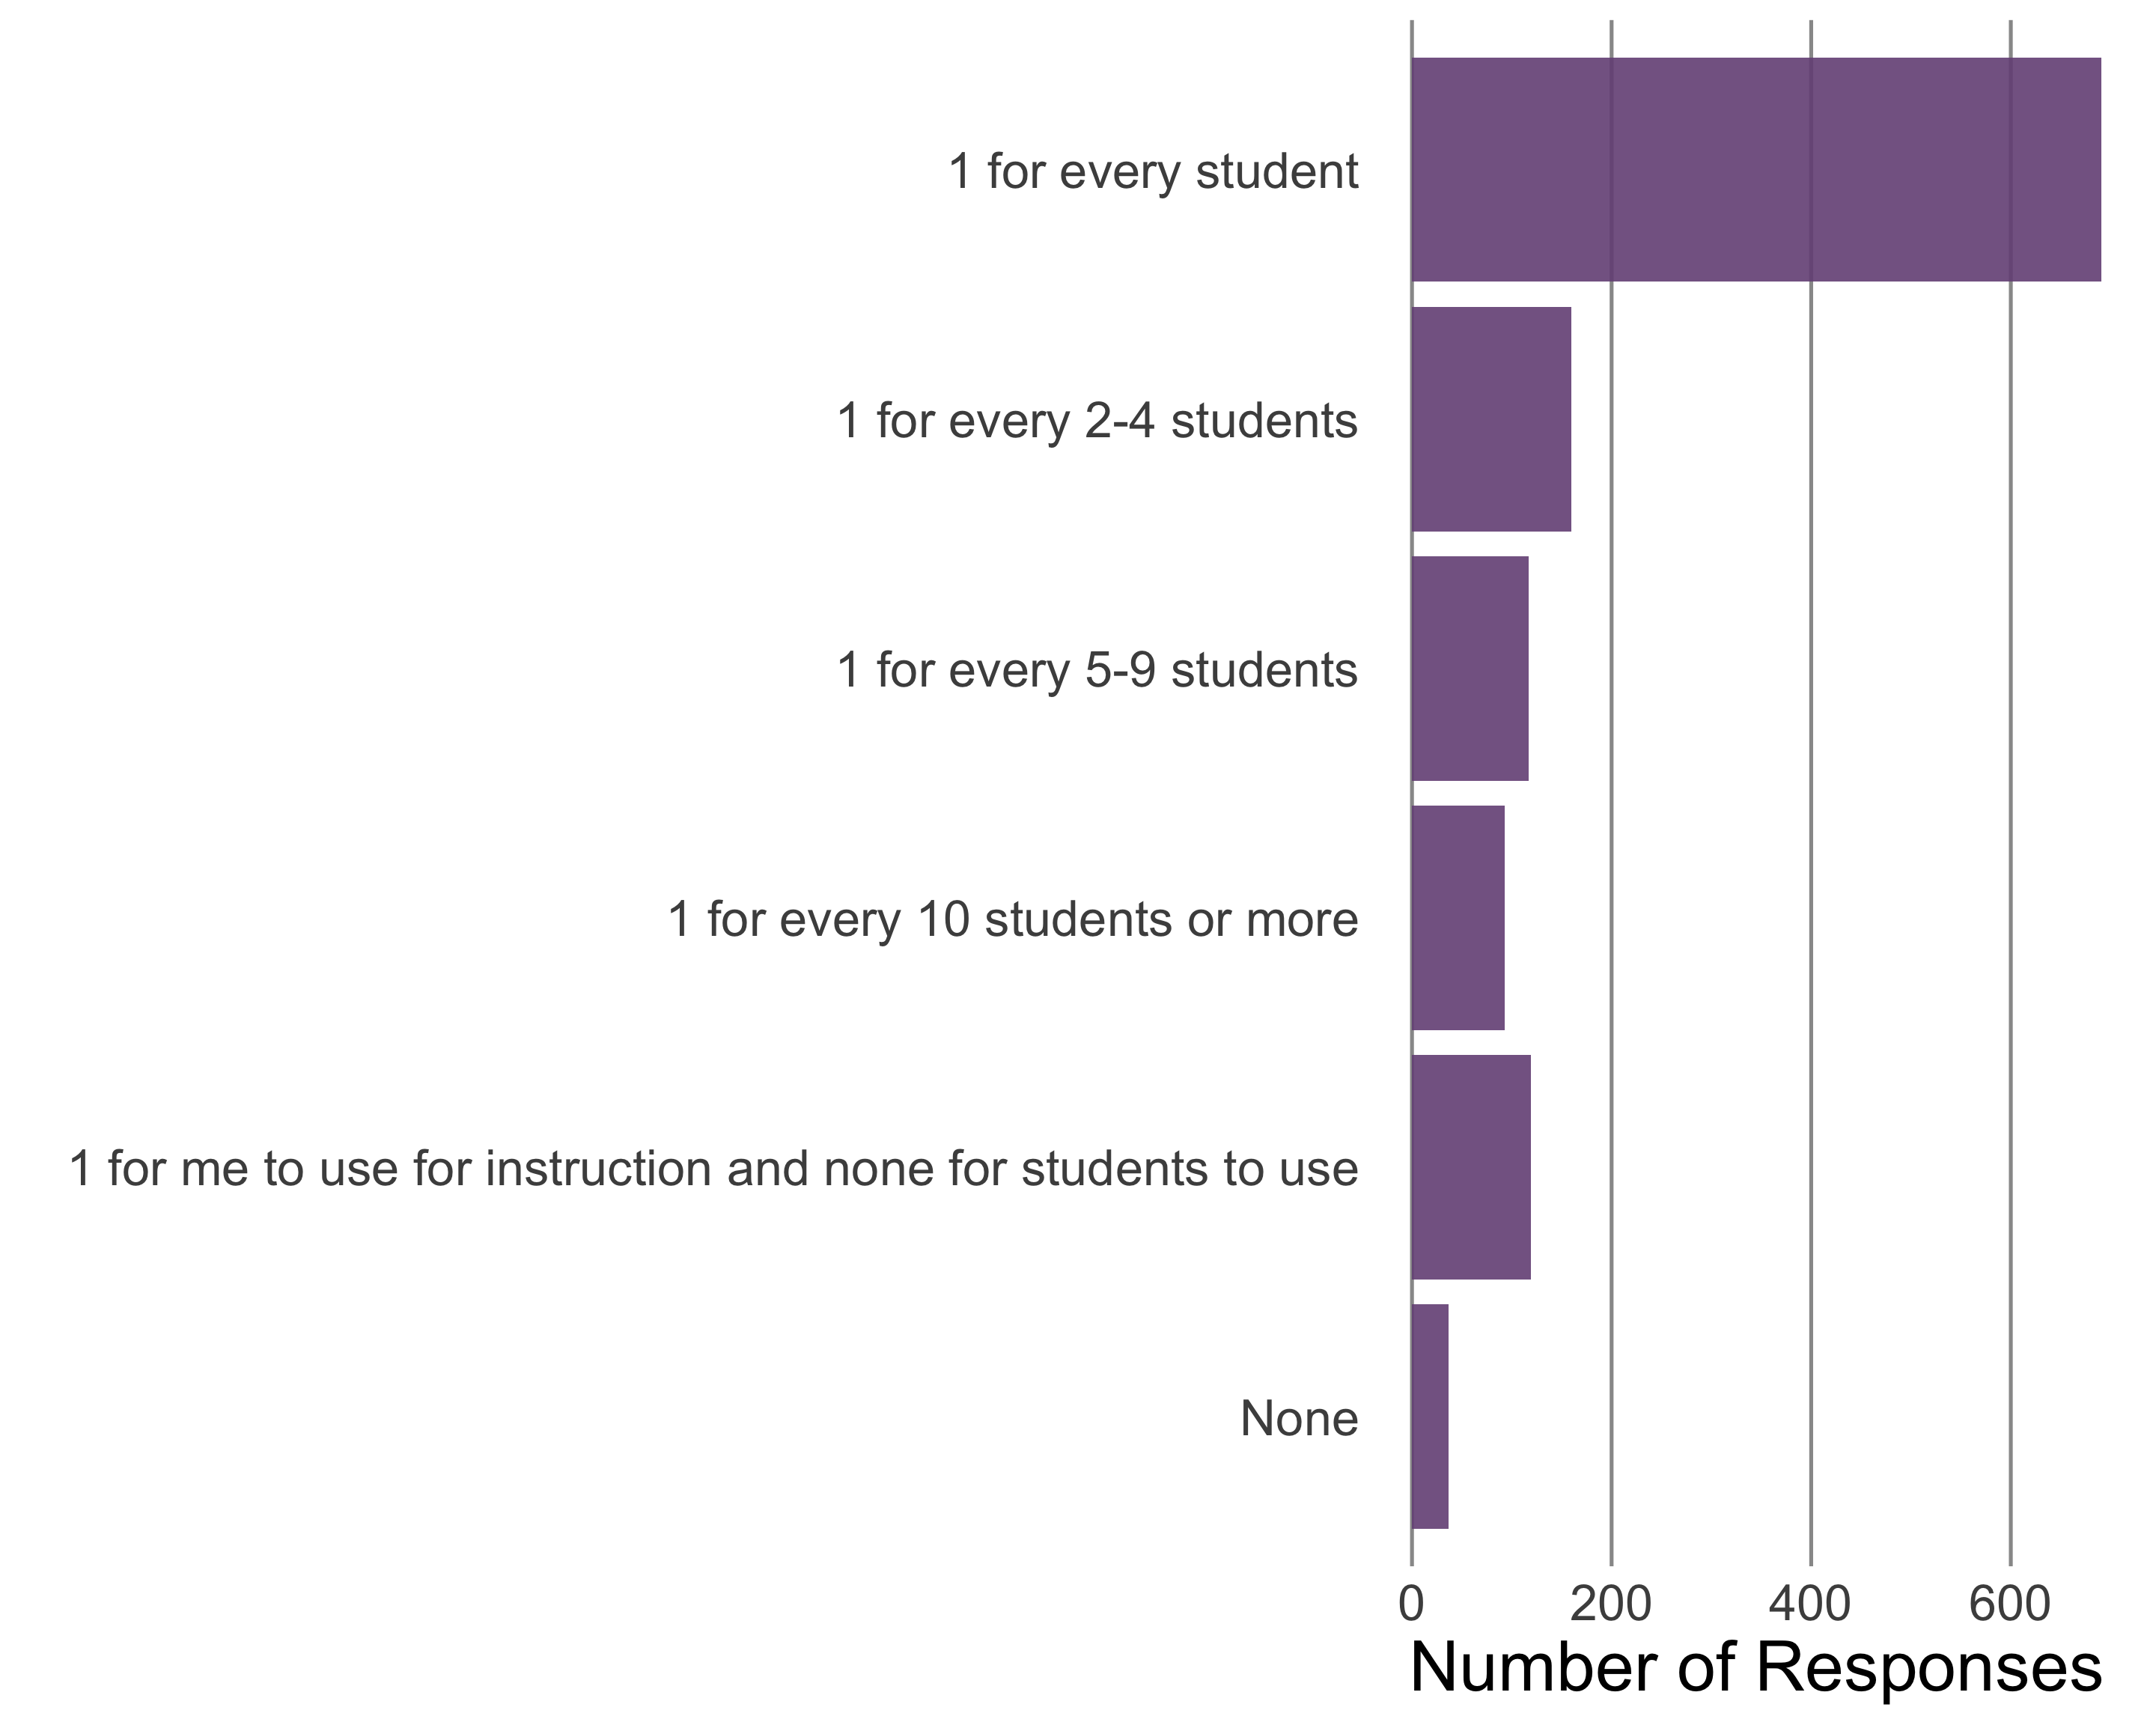 1 for every student
1 for every 2-4 students
1 for every 5-9 students
1 for every 10 students or more
1 for me to use for instruction and none for students to use
None
0 200 400 600
Number of Responses